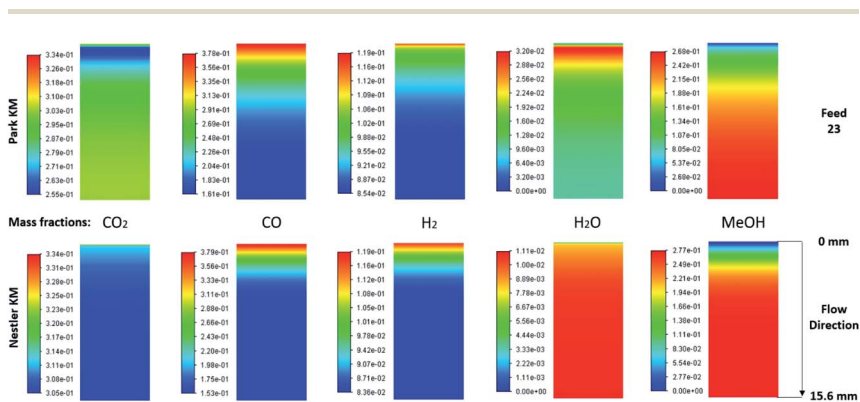 Park KM
3.34e-01
3.26e-01
3.18e-01
3.10e-01
3.03e-01
2.95e-01
2.87e-01
2.79e-01
2.71e-01
2.63e-01
2.55e-01
3.78e-01
3.56e-01
3.35e-01
3.13e-01
2.91e-01
2.69e-01
2.48e-01
2.26e-01
2.04e-01
1.83e-01
1.61e-01
1.19e-01
1.16e-01
1.12e-01
1.09e-01
1.06e-01
1.02e-01
9.88e-02
9.55e-02
9.21e-02
8.87e-02
8.54e-02
3.20e-02
2.88e-02
2.56e-02
2.24e-02
1.92e-02
1.60e-02
1.28e-02
9.60e-03
6.40e-03
3.20e-03
0.00e+00
2.68e-01
2.42e-01
2.15e-01
1.88e-01
1.61e-01
1.34e-01
1.07e-01
8.05e-02
5.37e-02
2.68e-02
0.00e+00
Feed
23
Mass fractions: CO2 CO H2 H2O MeOH
Nestler KM
3.34e-01
3.31e-01
3.28e-01
3.25e-01
3.22e-01
3.20e-01
3.17e-01
3.14e-01
3.11e-01
3.08e-01
3.05e-01
3.79e-01
3.56e-01
3.33e-01
3.11e-01
2.88e-01
2.66e-01
2.43e-01
2.20e-01
1.98e-01
1.75e-01
1.53e-01
1.19e-01
1.16e-01
1.12e-01
1.08e-01
1.05e-01
1.01e-01
9.78e-02
9.42e-02
9.07e-02
8.71e-02
8.36e-02
1.11e-02
1.00e-02
8.89e-03
7.78e-03
6.67e-03
5.56e-03
4.44e-03
3.33e-03
2.22e-03
1.11e-03
0.00e+00
2.77e-01
2.49e-01
2.21e-01
1.94e-01
1.66e-01
1.38e-01
1.11e-01
8.30e-02
5.54e-02
2.77e-02
0.00e+00
0 mm
Flow
Direction
15.6 mm